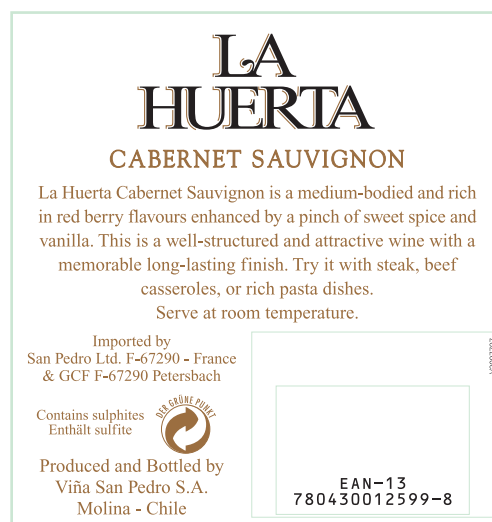 LA
HUERTA
CABERNET SAUVIGNON
La Huerta Cabernet Sauvignon is a medium-bodied and rich
in red berry flavours enhanced by a pinch of sweet spice and
vanilla. This is a well-structured and attractive wine with a
memorable long-lasting finish. Try it with steak, beef
casseroles, or rich pasta dishes.
Serve at room temperature.
Imported by
San Pedro Ltd. F-67290 - France
& GCF F-67290 Petersbach
Contains sulphites
Enthält sulfite
DER GRÜNE PUNKT
Produced and Bottled by
Viña San Pedro S.A.
Molina - Chile
EAN-13
780430012599-8